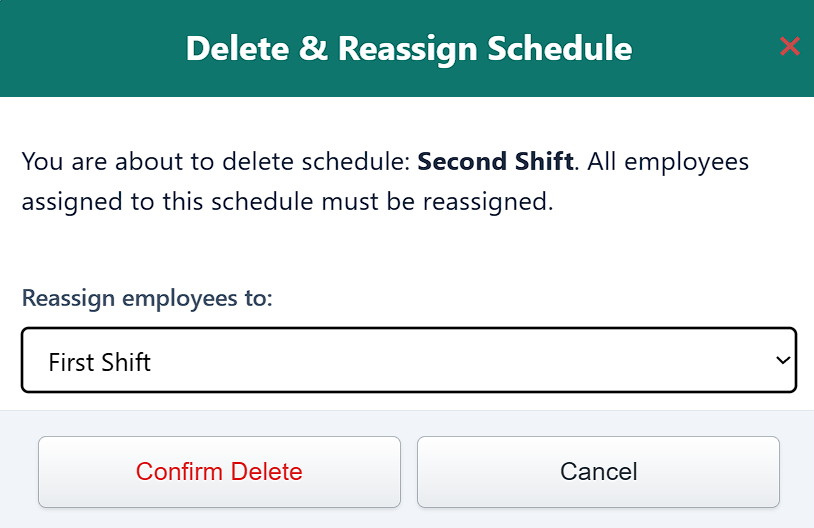 Delete & Reassign Schedule
You are about to delete schedule: Second Shift. All employees
assigned to this schedule must be reassigned.
Reassign employees to:
First Shift
Confirm Delete
Cancel